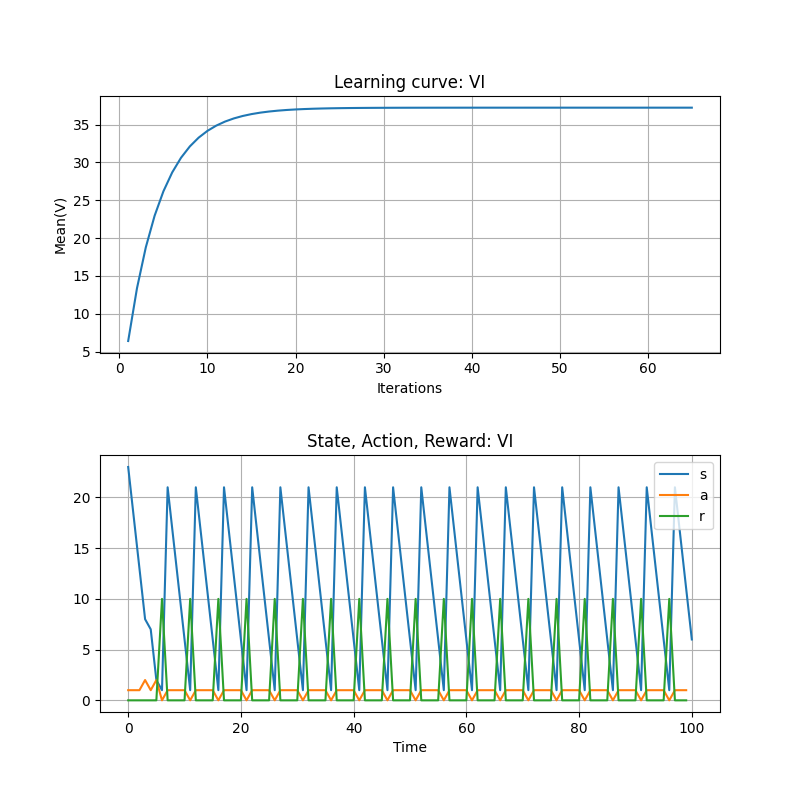 Learning curve: VI
35
30
25
20
15
10
5
Mean(V)
0 10 20 30 40 50 60
Iterations
State, Action, Reward: VI
20
15
10
5
0
s
a
r
0 20 40 60 80 100
Time